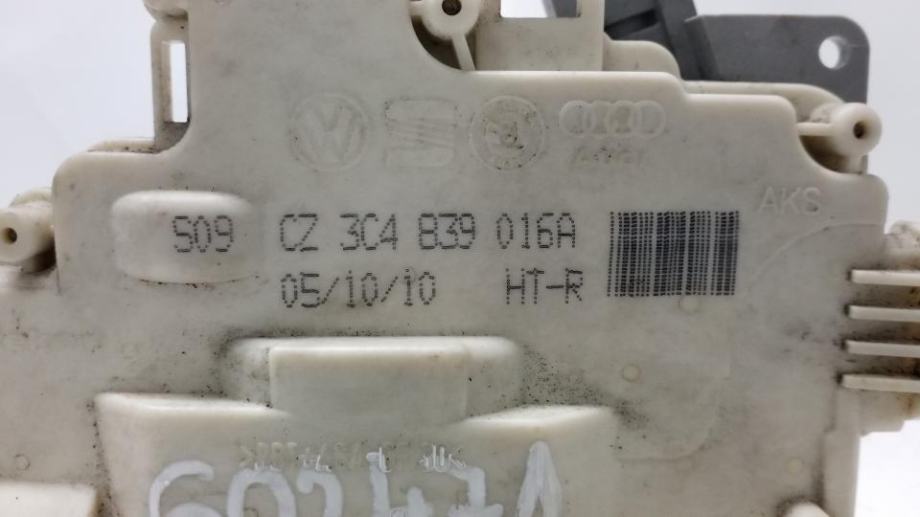 AKS
509 CZ 3C4 839 016A
05/10/10 HT-R